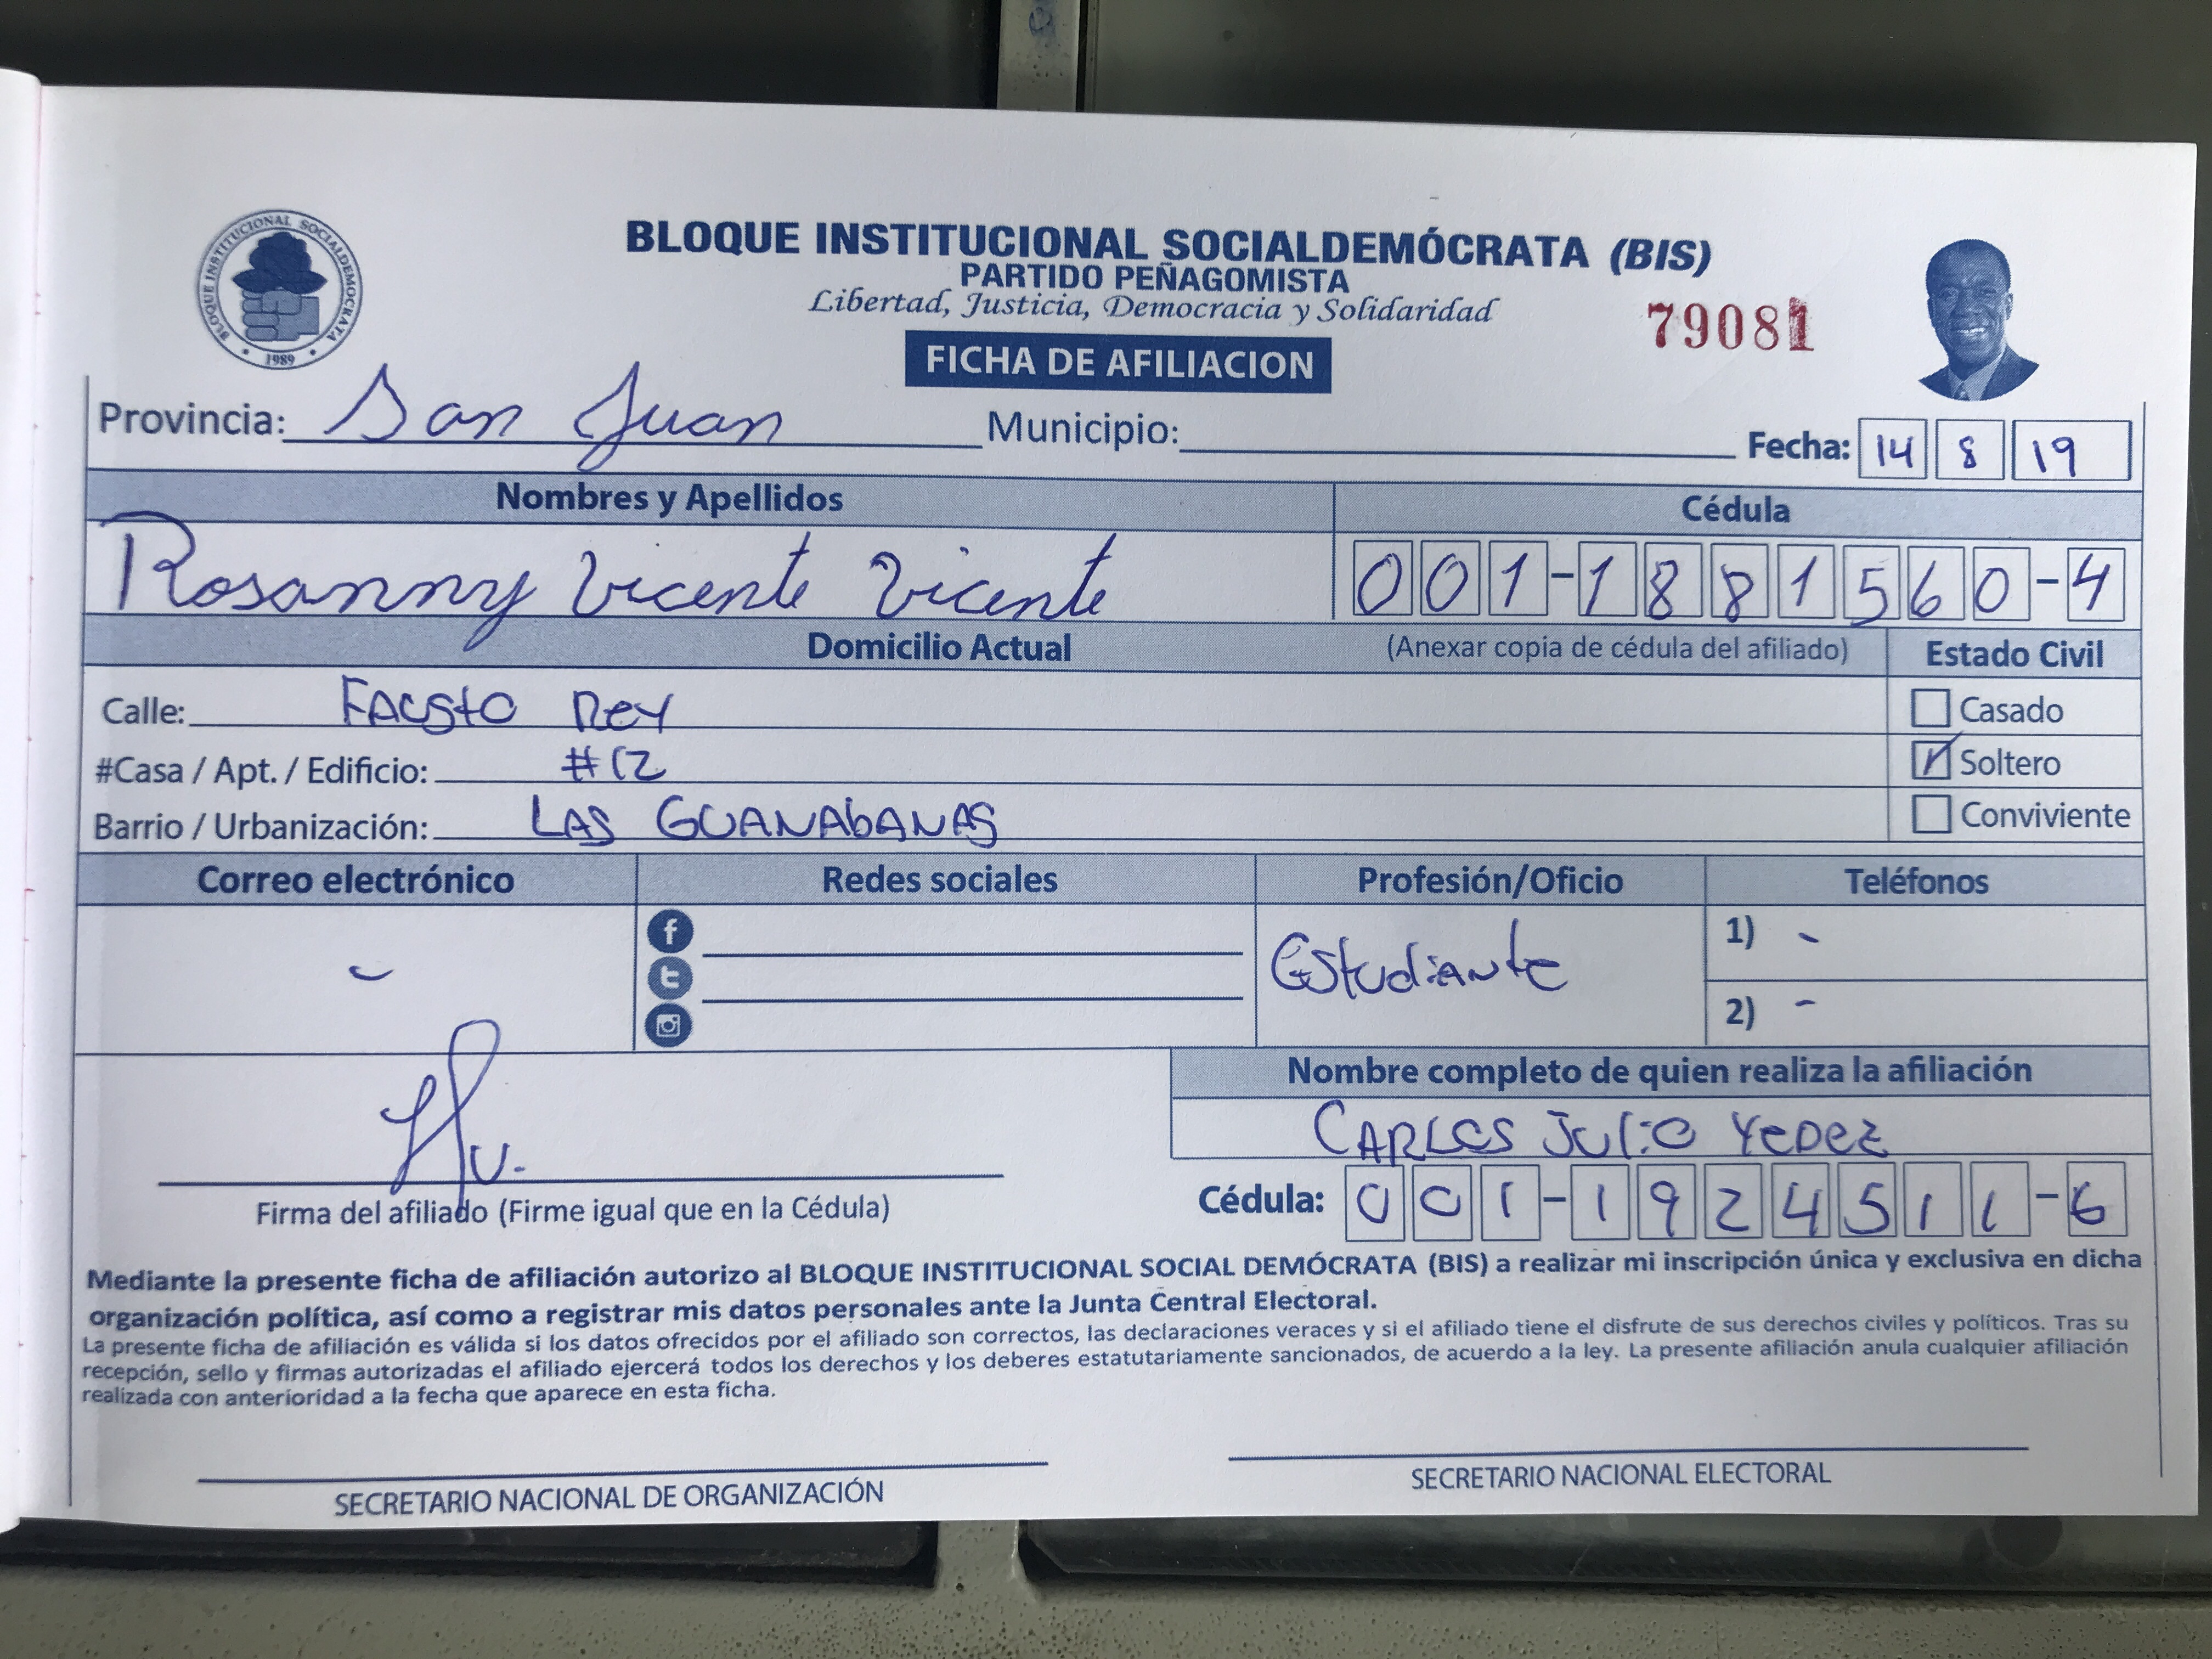 BLOQUE INSTITUCIONAL SOCIALDEMÓCRATA (BIS)
PARTIDO PEÑAGOMISTA
Libertad, Justicia, Democracia y Solidaridad
79081
FICHA DE AFILIACION
BLOQUE INSTITUCIONAL SOCIALDEMOCRATA
1989
Provincia: San Juan Municipio: Fecha: 14 8 19
Nombres y Apellidos Cédula
Rosanny Vicente Vicente 001-1881560-4
Domicilio Actual (Anexar copia de cédula del afiliado) Estado Civil
Calle: FAusto Rey Casado
#Casa / Apt. / Edificio: #12 Soltero
Barrio / Urbanización: LAS GUANAbANAS Conviviente
Correo electrónico Redes sociales Profesión/Oficio Teléfonos
- f Estudiante 1) -
t 2) -
Nombre completo de quien realiza la afiliación
CARLOS JULIO YEPEZ
Firma del afiliado (Firme igual que en la Cédula) Cédula: 001-1924511-6
Mediante la presente ficha de afiliación autorizo al BLOQUE INSTITUCIONAL SOCIAL DEMÓCRATA (BIS) a realizar mi inscripción única y exclusiva en dicha
organización política, así como a registrar mis datos personales ante la Junta Central Electoral.
La presente ficha de afiliación es válida si los datos ofrecidos por el afiliado son correctos, las declaraciones veraces y si el afiliado tiene el disfrute de sus derechos civiles y políticos. Tras su
recepción, sello y firmas autorizadas el afiliado ejercerá todos los derechos y los deberes estatutariamente sancionados, de acuerdo a la ley. La presente afiliación anula cualquier afiliación
realizada con anterioridad a la fecha que aparece en esta ficha.
SECRETARIO NACIONAL DE ORGANIZACIÓN SECRETARIO NACIONAL ELECTORAL